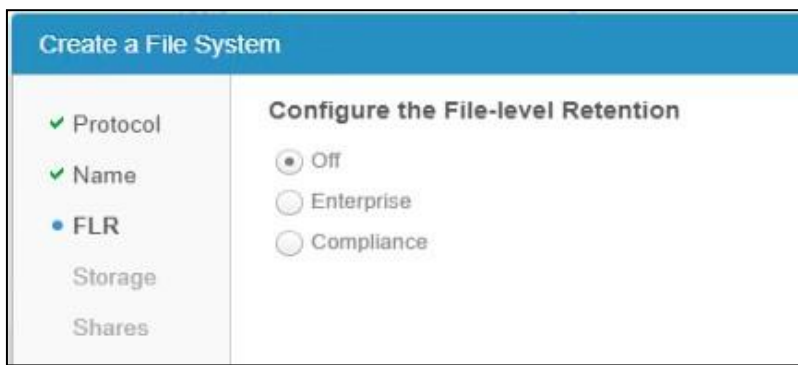 Create a File System
Protocol
Name
FLR
Storage
Shares
Configure the File-level Retention
Off
Enterprise
Compliance